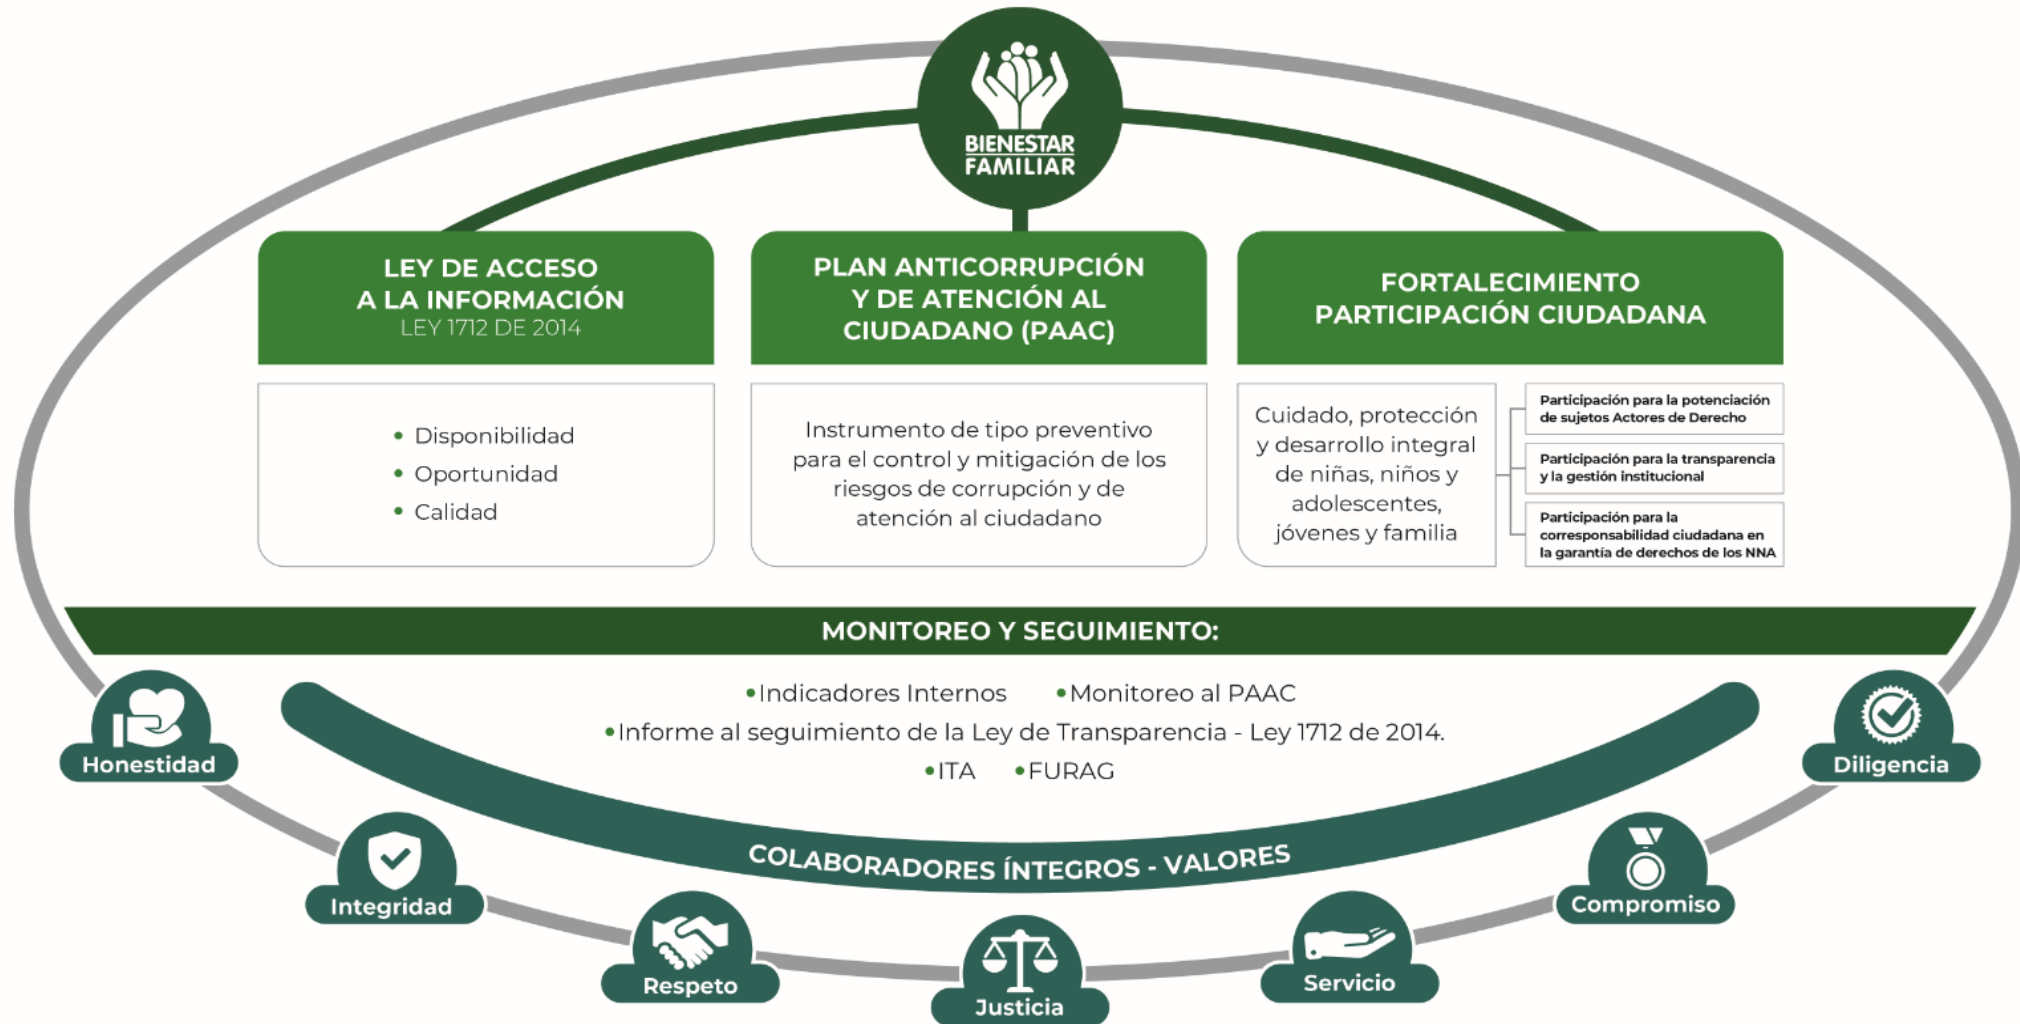 BIENESTAR
FAMILIAR
LEY DE ACCESO
A LA INFORMACIÓN
LEY 1712 DE 2014
• Disponibilidad
• Oportunidad
• Calidad
PLAN ANTICORRUPCIÓN
Y DE ATENCIÓN AL
CIUDADANO (PAAC)
Instrumento de tipo preventivo
para el control y mitigación de los
riesgos de corrupción y de
atención al ciudadano
FORTALECIMIENTO
PARTICIPACIÓN CIUDADANA
Cuidado, protección
y desarrollo integral
de niñas, niños y
adolescentes,
jóvenes y familia
Participación para la potenciación
de sujetos Actores de Derecho
Participación para la transparencia
y la gestión institucional
Participación para la
corresponsabilidad ciudadana en
la garantía de derechos de los NNA
MONITOREO Y SEGUIMIENTO:
•Indicadores Internos •Monitoreo al PAAC
•Informe al seguimiento de la Ley de Transparencia - Ley 1712 de 2014.
•ITA •FURAG
COLABORADORES ÍNTEGROS - VALORES
Honestidad
Integridad
Respeto
Justicia
Servicio
Compromiso
Diligencia